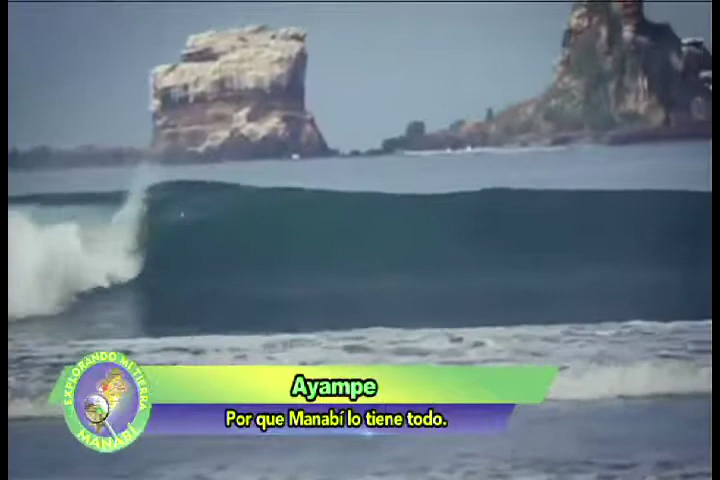 EXPLORANDO MI TIERRA
MANABÍ
Ayampe
Por que Manabí lo tiene todo.